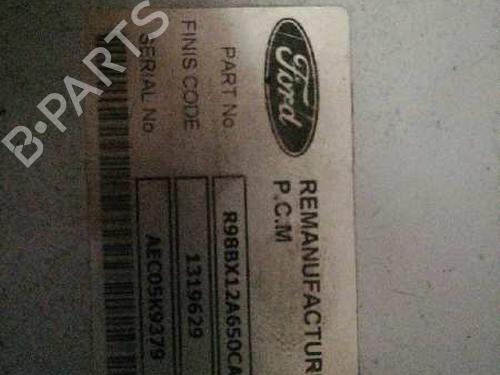 Ford
REMANUFACTUR
P.C.M
PART No. R98BX12A650CA
FINIS CODE 1319629
SERIAL No. AEC05K9379
B-PARTS